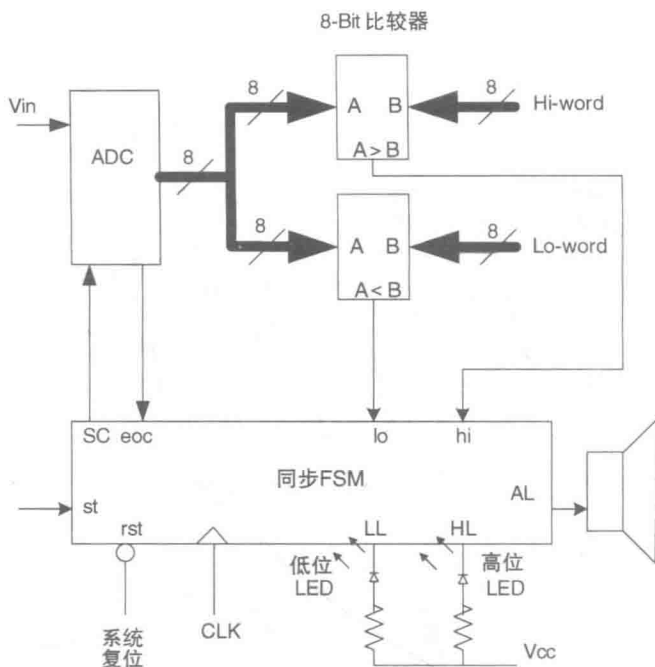 8-Bit 比较器
8
8
Vin
A B
Hi-word
A > B
ADC
8
8
8
A B
Lo-word
A < B
SC eoc
lo
hi
同步FSM
st
AL
rst
LL
HL
低位
LED
高位
LED
系统
复位
CLK
Vcc